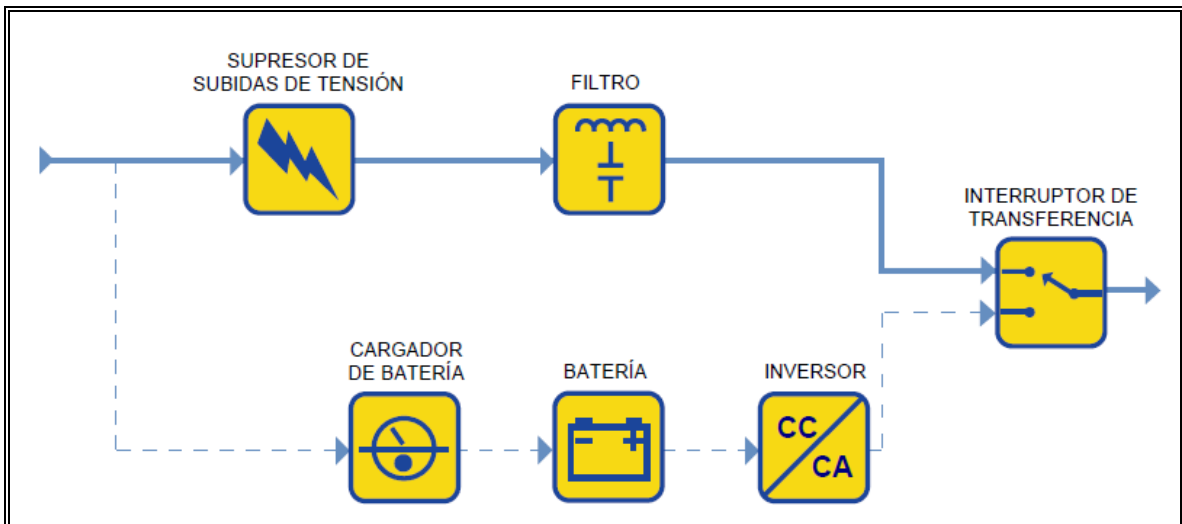 SUPRESOR DE
SUBIDAS DE TENSIÓN
FILTRO
INTERRUPTOR DE
TRANSFERENCIA
CARGADOR
DE BATERÍA
BATERÍA
INVERSOR
CC
CA